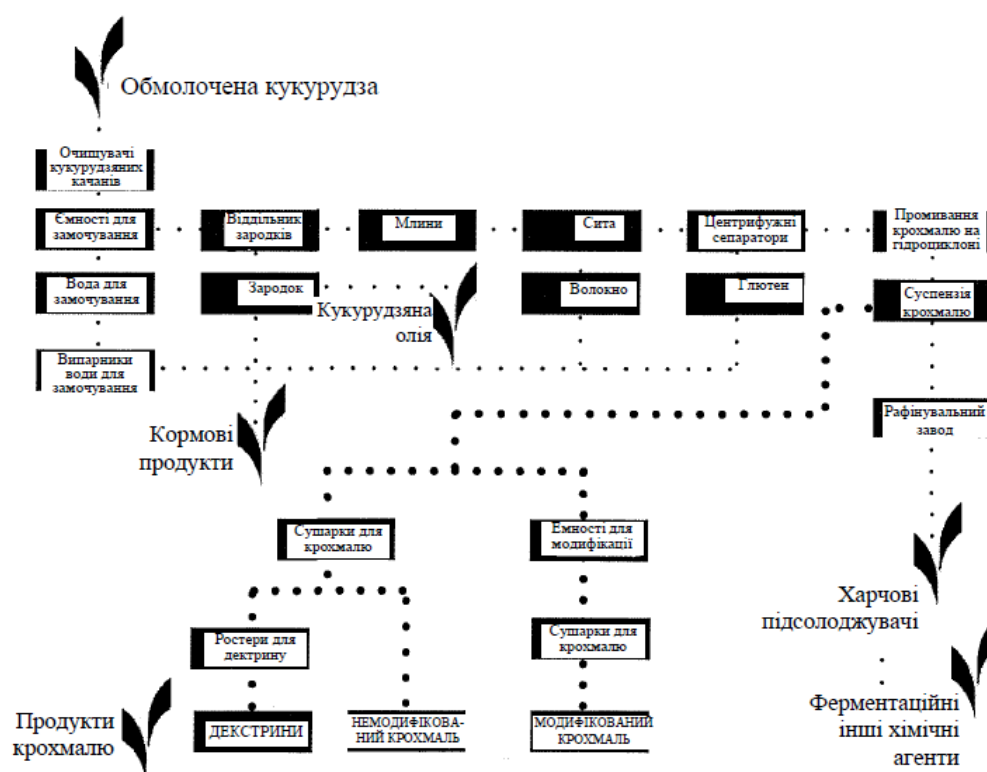 Обмолочена кукурудза
Очищувачі
кукурудзяних
качанів
Ємності для
замочування
Віддільник
зародків
Млини
Сита
Центрифужні
сепаратори
Промивання
крохмалю на
гідроциклоні
Вода для
замочування
Зародок
Кукурудзяна
олія
Волокно
Глютен
Суспензія
крохмалю
Випарники
води для
замочування
Кормові
продукти
Рафінувальний
завод
Сушарки для
крохмалю
Ємності для
модифікації
Харчові
підсолоджувачі
Ростери для
дектрину
Сушарки для
крохмалю
Продукти
крохмалю
ДЕКСТРИНИ
НЕМОДИФІКОВА-
НИЙ КРОХМАЛЬ
МОДИФІКОВАНИЙ
КРОХМАЛЬ
Ферментаційні
інші хімічні
агенти